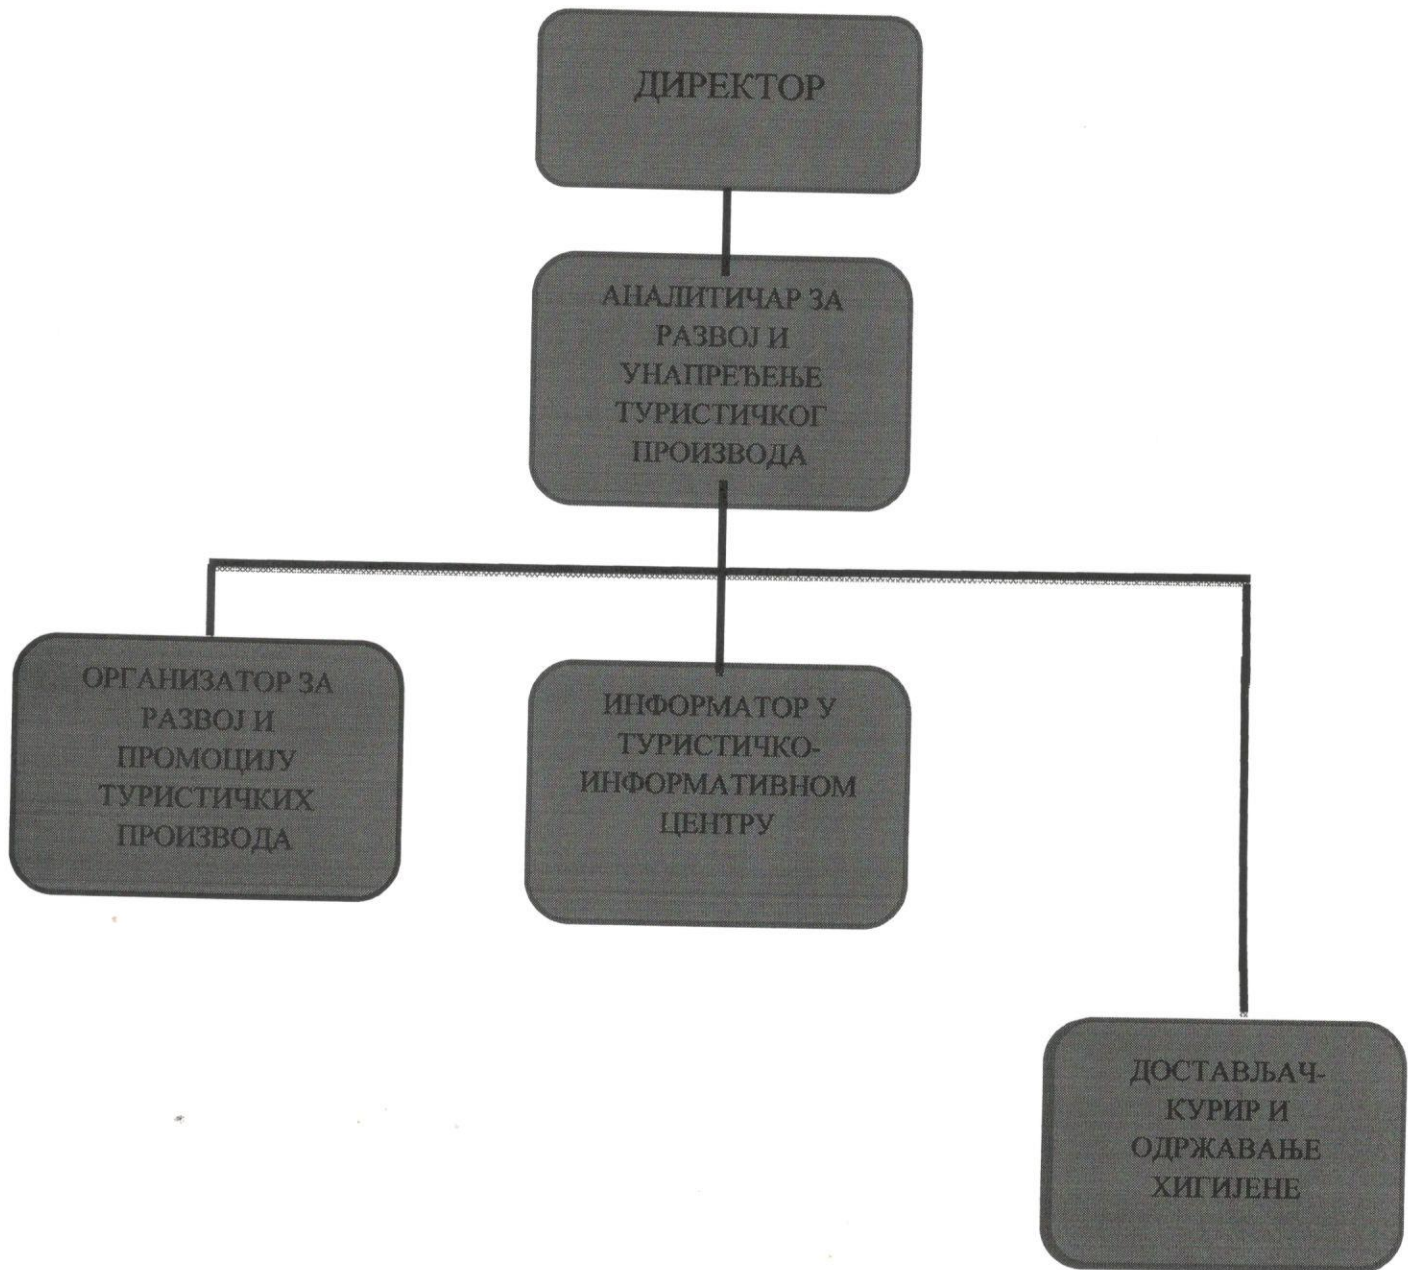 ДИРЕКТОР
АНАЛИТИЧАР ЗА
РАЗВОЈ И
УНАПРЕЂЕЊЕ
ТУРИСТИЧКОГ
ПРОИЗВОДА
ОРГАНИЗАТОР ЗА
РАЗВОЈ И
ПРОМОЦИЈУ
ТУРИСТИЧКИХ
ПРОИЗВОДА
ИНФОРМАТОР У
ТУРИСТИЧКО-
ИНФОРМАТИВНОМ
ЦЕНТРУ
ДОСТАВЉАЧ-
КУРИР И
ОДРЖАВАЊЕ
ХИГИЈЕНЕ